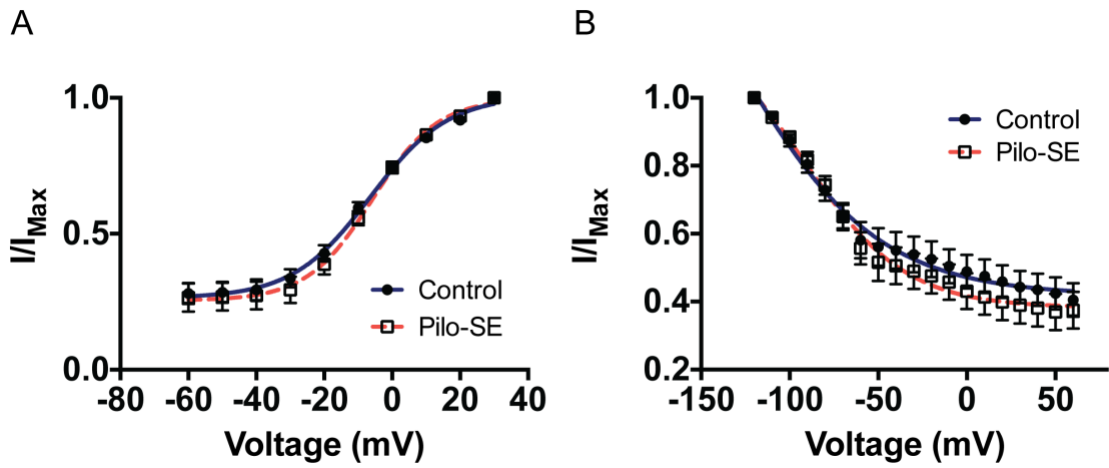 A
I/IMax
1.0
0.5
0.0
-80 -60 -40 -20 0 20 40
Voltage (mV)
Control
Pilo-SE
B
I/IMax
1.0
0.8
0.6
0.4
0.2
-150 -100 -50 0 50
Voltage (mV)
Control
Pilo-SE